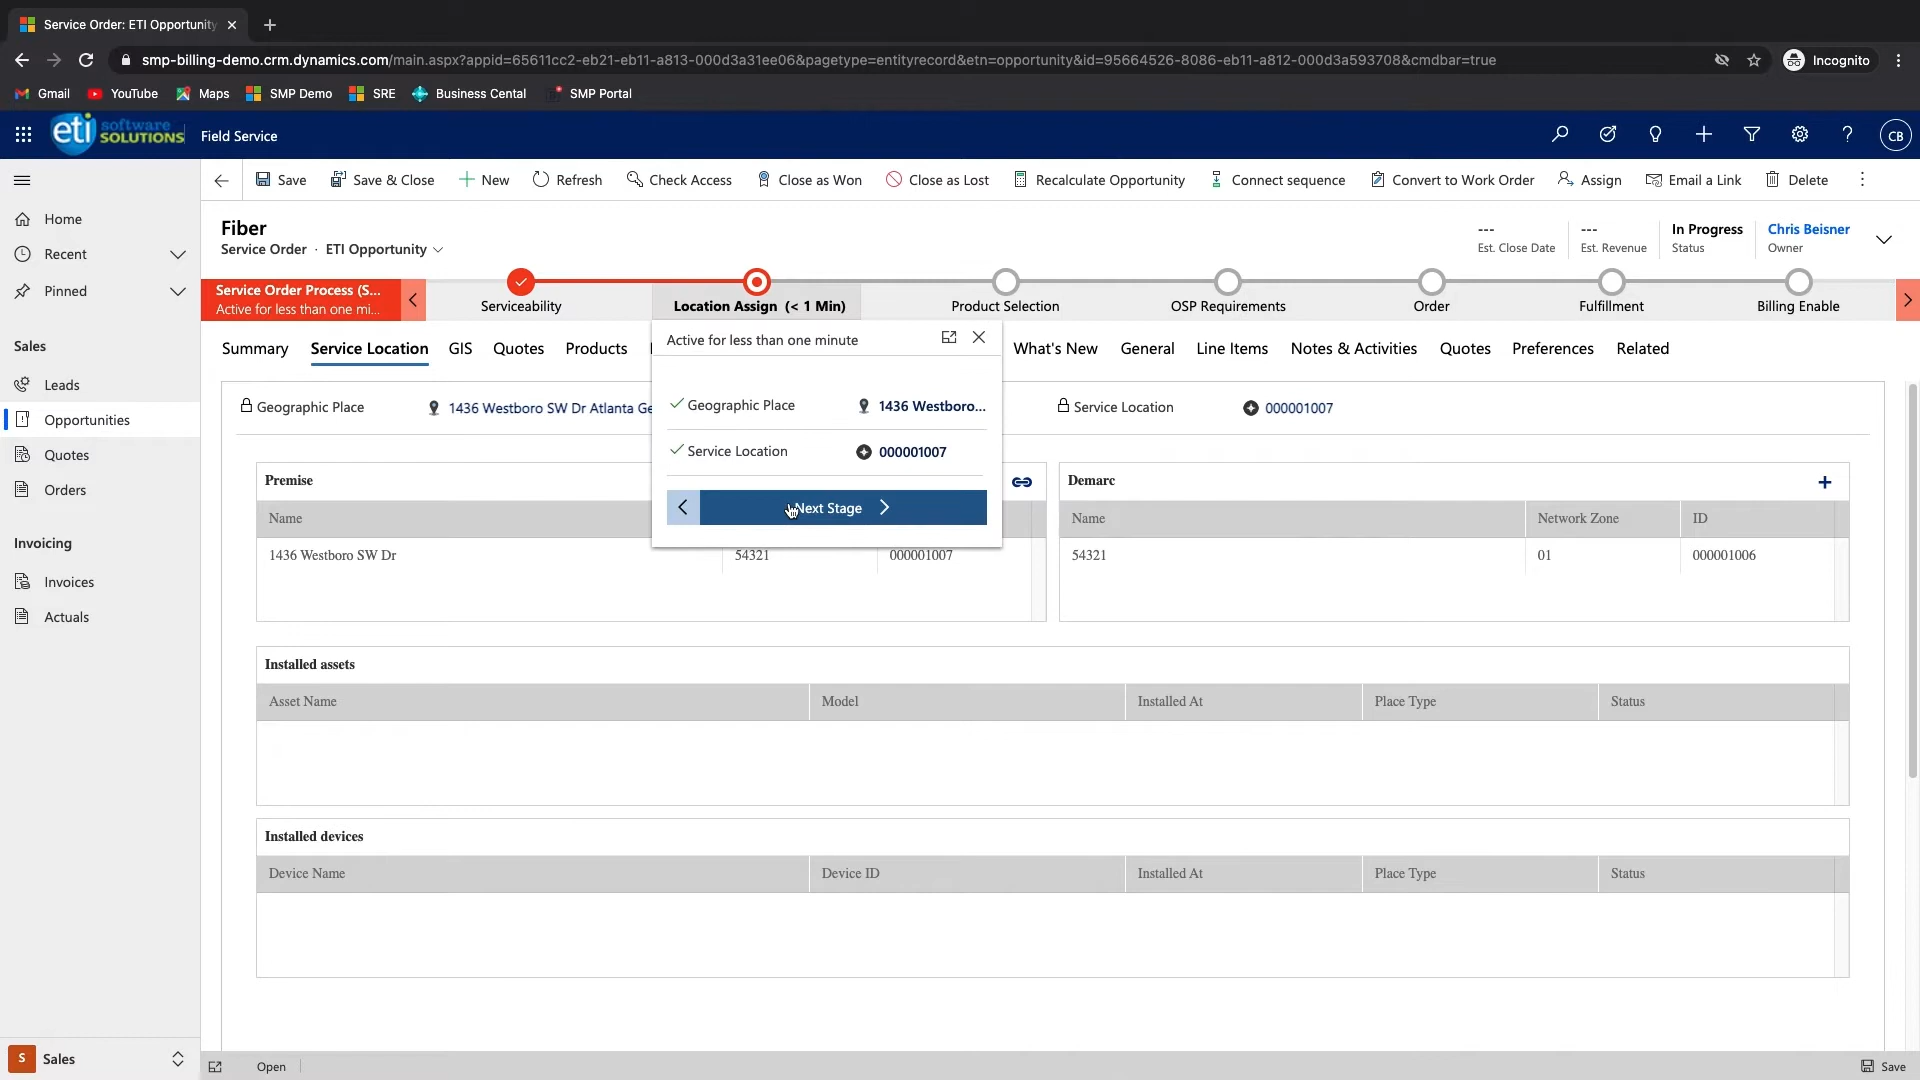 Service Order: ETI Opportunity
smp-billing-demo.crm.dynamics.com/main.aspx?appid=65611cc2-eb21-eb11-a813-000d3a31ee06&pagetype=entityrecord&etn=opportunity&id=95664526-8086-eb11-a812-000d3a593708&cmdbar=true
Incognito
Gmail
YouTube
Maps
SMP Demo
SRE
Business Cental
SMP Portal
eti software SOLUTIONS
Field Service
CB
Save
Save & Close
New
Refresh
Check Access
Close as Won
Close as Lost
Recalculate Opportunity
Connect sequence
Convert to Work Order
Assign
Email a Link
Delete
Home
Recent
Pinned
Sales
Leads
Opportunities
Quotes
Orders
Invoicing
Invoices
Actuals
S Sales
Fiber
Service Order · ETI Opportunity
---
Est. Close Date
---
Est. Revenue
In Progress
Status
Chris Beisner
Owner
Service Order Process (S...
Active for less than one mi...
Serviceability
Location Assign (< 1 Min)
Product Selection
OSP Requirements
Order
Fulfillment
Billing Enable
Summary
Service Location
GIS
Quotes
Products
What's New
General
Line Items
Notes & Activities
Quotes
Preferences
Related
Active for less than one minute
Geographic Place 1436 Westboro...
Service Location 000001007
Next Stage
Geographic Place 1436 Westboro SW Dr Atlanta Ge
Service Location 000001007
Premise
Name
1436 Westboro SW Dr 54321 000001007
Demarc
Name Network Zone ID
54321 01 000001006
Installed assets
Asset Name Model Installed At Place Type Status
Installed devices
Device Name Device ID Installed At Place Type Status
Open
Save